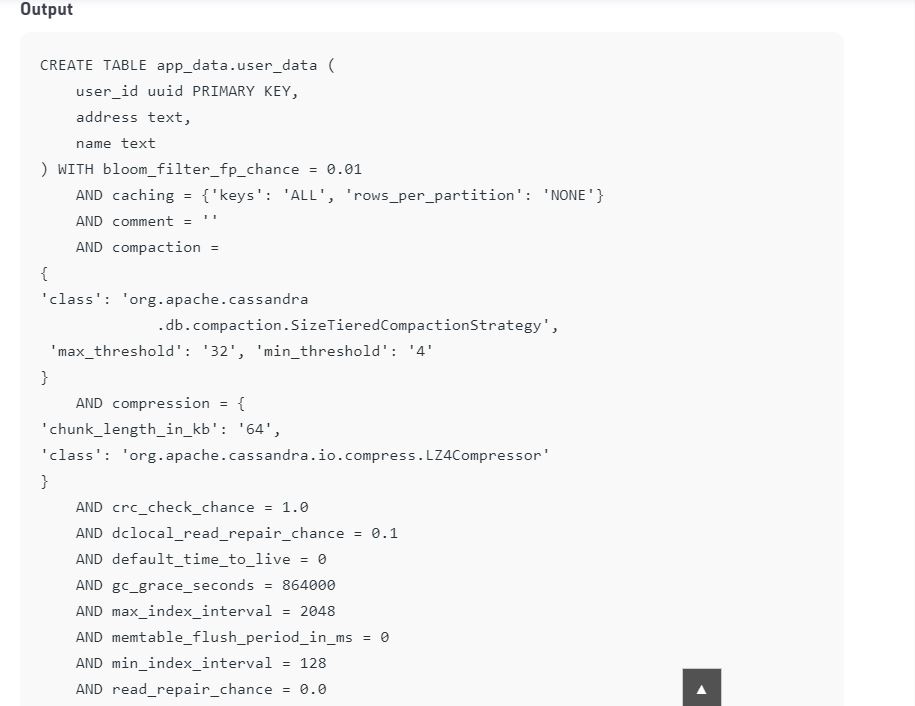 Output
CREATE TABLE app_data.user_data (
    user_id uuid PRIMARY KEY,
    address text,
    name text
) WITH bloom_filter_fp_chance = 0.01
    AND caching = {'keys': 'ALL', 'rows_per_partition': 'NONE'}
    AND comment = ''
    AND compaction =
{
'class': 'org.apache.cassandra
             .db.compaction.SizeTieredCompactionStrategy',
 'max_threshold': '32', 'min_threshold': '4'
}
    AND compression = {
'chunk_length_in_kb': '64',
'class': 'org.apache.cassandra.io.compress.LZ4Compressor'
}
    AND crc_check_chance = 1.0
    AND dclocal_read_repair_chance = 0.1
    AND default_time_to_live = 0
    AND gc_grace_seconds = 864000
    AND max_index_interval = 2048
    AND memtable_flush_period_in_ms = 0
    AND min_index_interval = 128
    AND read_repair_chance = 0.0